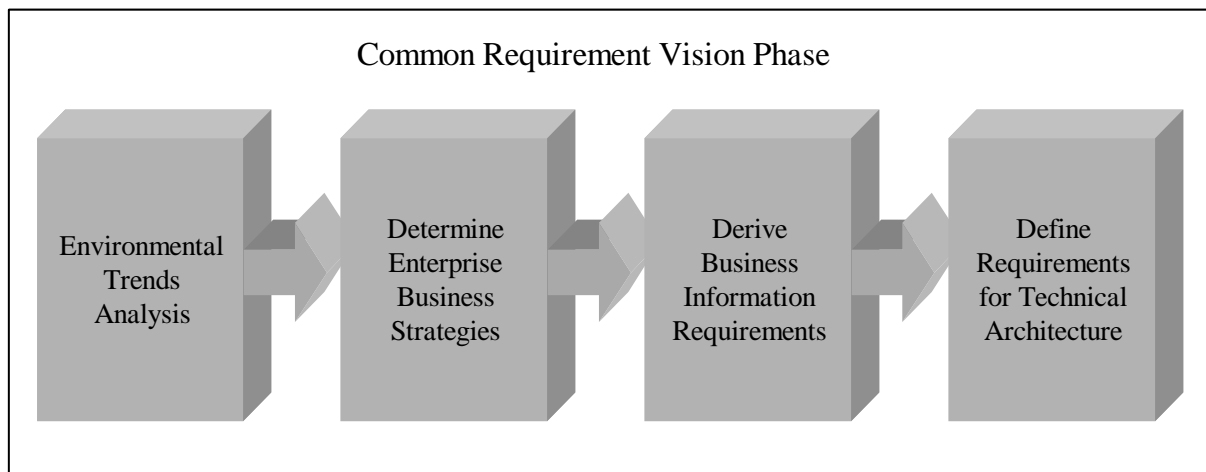 Common Requirement Vision Phase
Environmental
Trends
Analysis
Determine
Enterprise
Business
Strategies
Derive
Business
Information
Requirements
Define
Requirements
for Technical
Architecture